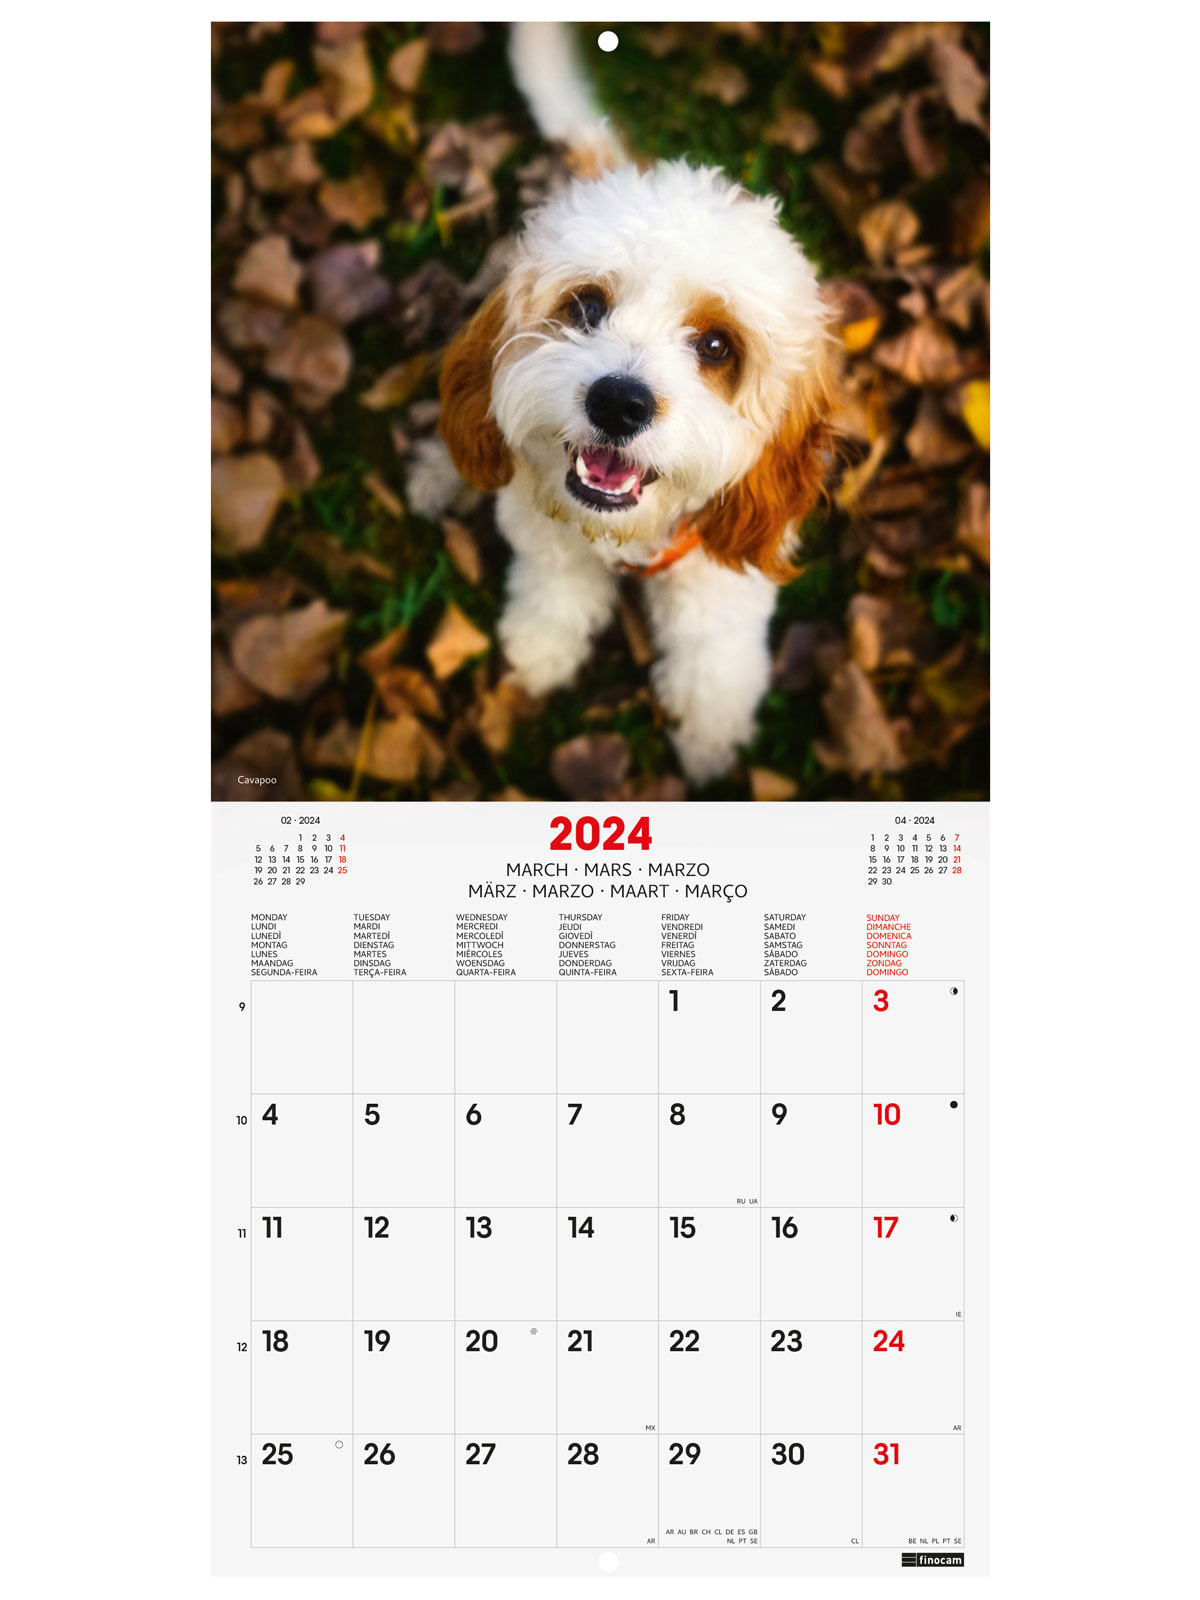 Cavapoo
02 · 2024
1 2 3 4
5 6 7 8 9 10 11
12 13 14 15 16 17 18
19 20 21 22 23 24 25
26 27 28 29
2024
MARCH · MARS · MARZO
MÄRZ · MARZO · MAART · MARÇO
04 · 2024
1 2 3 4 5 6 7
8 9 10 11 12 13 14
15 16 17 18 19 20 21
22 23 24 25 26 27 28
29 30
MONDAY TUESDAY WEDNESDAY THURSDAY FRIDAY SATURDAY SUNDAY
LUNDI MARDI MERCREDI JEUDI VENDREDI SAMEDI DIMANCHE
LUNEDÌ MARTEDÌ MERCOLEDÌ GIOVEDÌ VENERDÌ SABATO DOMENICA
MONTAG DIENSTAG MITTWOCH DONNERSTAG FREITAG SAMSTAG SONNTAG
LUNES MARTES MIÉRCOLES JUEVES VIERNES SÁBADO DOMINGO
MAANDAG DINSDAG WOENSDAG DONDERDAG VRIJDAG ZATERDAG ZONDAG
SEGUNDA-FEIRA TERÇA-FEIRA QUARTA-FEIRA QUINTA-FEIRA SEXTA-FEIRA SÁBADO DOMINGO
9 1 2 3
10 4 5 6 7 8 9 10
RU UA
11 11 12 13 14 15 16 17
IE
12 18 19 20 21 22 23 24
MX AR
13 25 26 27 28 29 30 31
AR AU BR CH CL DE ES GB
AR NL PT SE CL BE NL PL PT SE
finocam